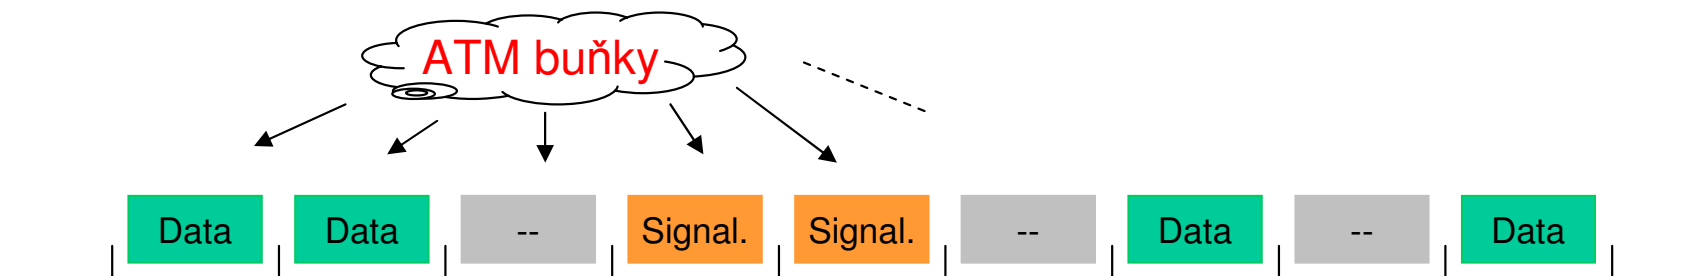 ATM buňky
Data Data -- Signal. Signal. -- Data -- Data